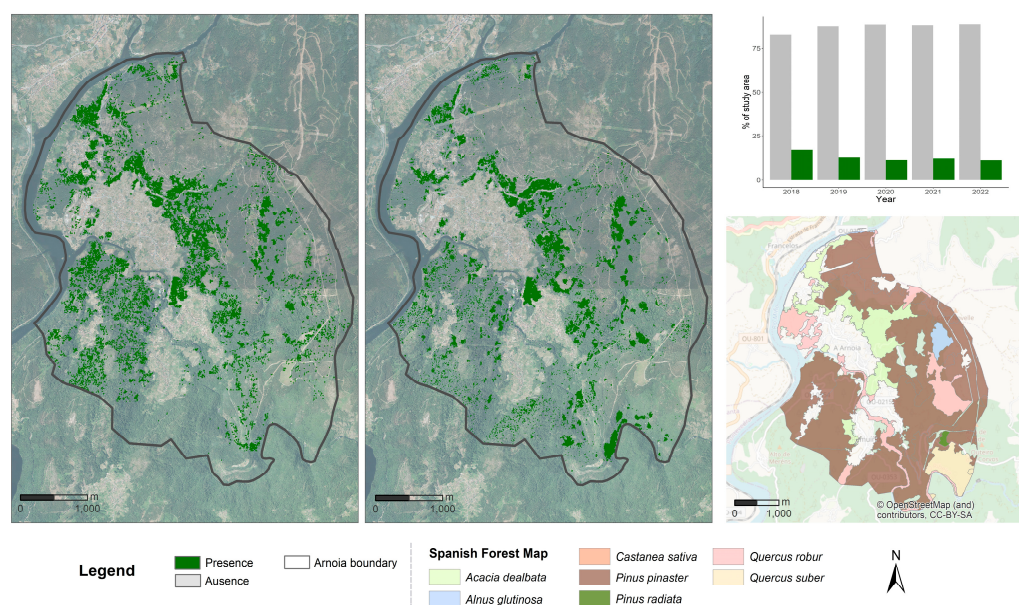 m
0 1,000
m
0 1,000
% of study area
75
50
25
0
2018 2019 2020 2021 2022
Year
A Arnoia
OU-801
© OpenStreetMap (and)
contributors, CC-BY-SA
m
0 1,000
Legend
Presence
Ausence
Arnoia boundary
Spanish Forest Map
Acacia dealbata
Alnus glutinosa
Castanea sativa
Pinus pinaster
Pinus radiata
Quercus robur
Quercus suber
N